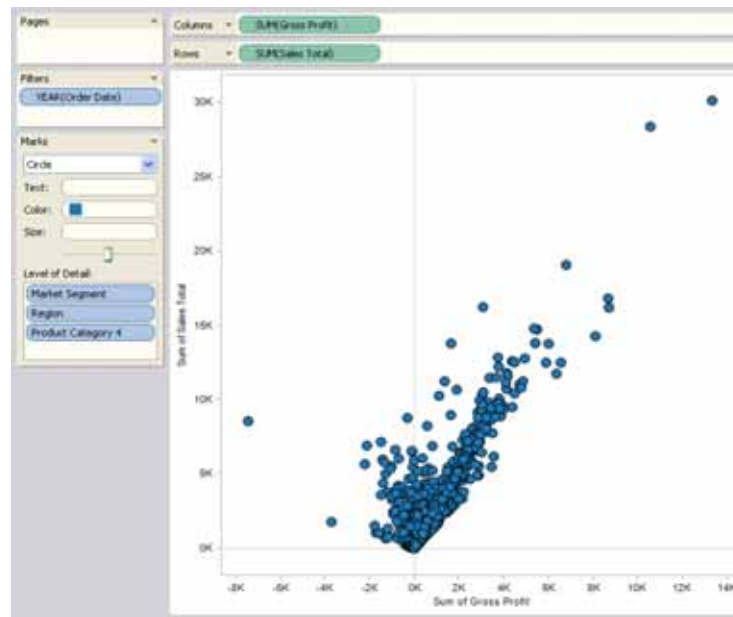 Pages
Columns SUM(Gross Profit)
Rows SUM(Sales Total)
Filters
YEAR(Order Date)
Marks
Circle
Text:
Color:
Size:
Level of Detail:
Market Segment
Region
Product Category 4
Sum of Sales Total
30K
25K
20K
15K
10K
5K
0K
-8K -6K -4K -2K 0K 2K 4K 6K 8K 10K 12K 14K
Sum of Gross Profit